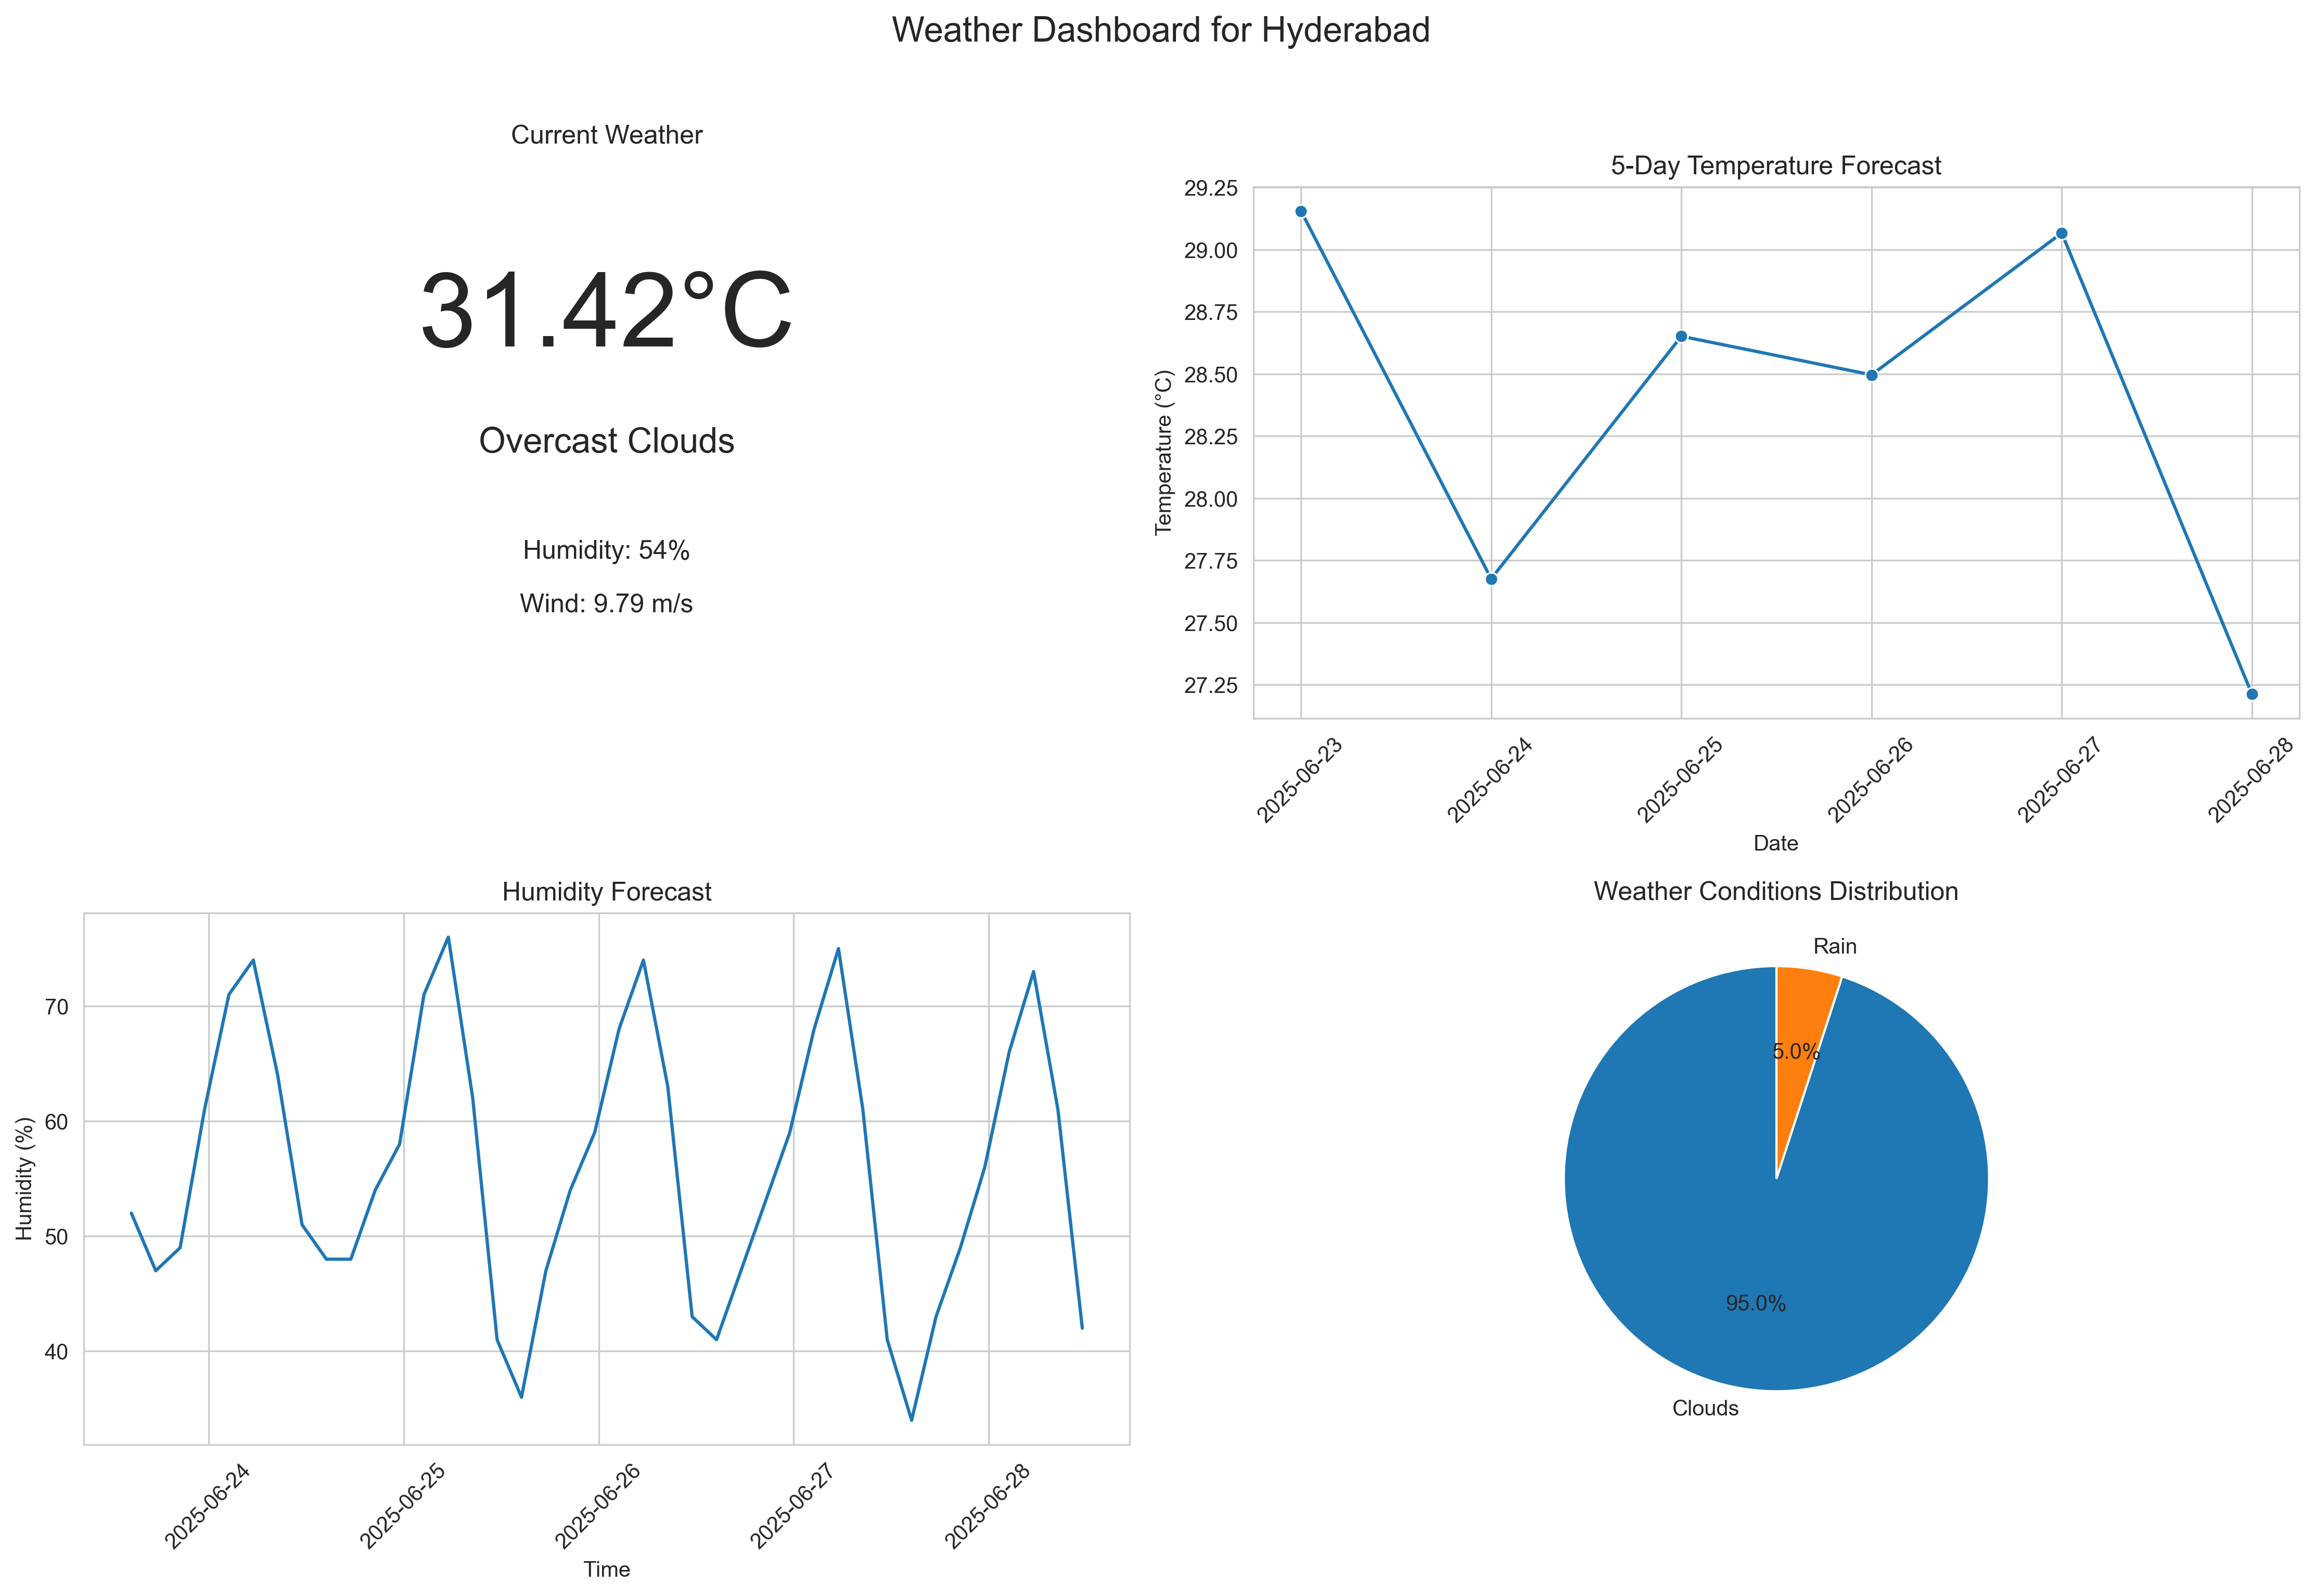 Weather Dashboard for Hyderabad
Current Weather
31.42°C
Overcast Clouds
Humidity: 54%
Wind: 9.79 m/s
5-Day Temperature Forecast
Temperature (°C)
29.25
29.00
28.75
28.50
28.25
28.00
27.75
27.50
27.25
2025-06-23
2025-06-24
2025-06-25
2025-06-26
2025-06-27
2025-06-28
Date
Humidity Forecast
Humidity (%)
70
60
50
40
2025-06-24
2025-06-25
2025-06-26
2025-06-27
2025-06-28
Time
Weather Conditions Distribution
Rain
5.0%
95.0%
Clouds